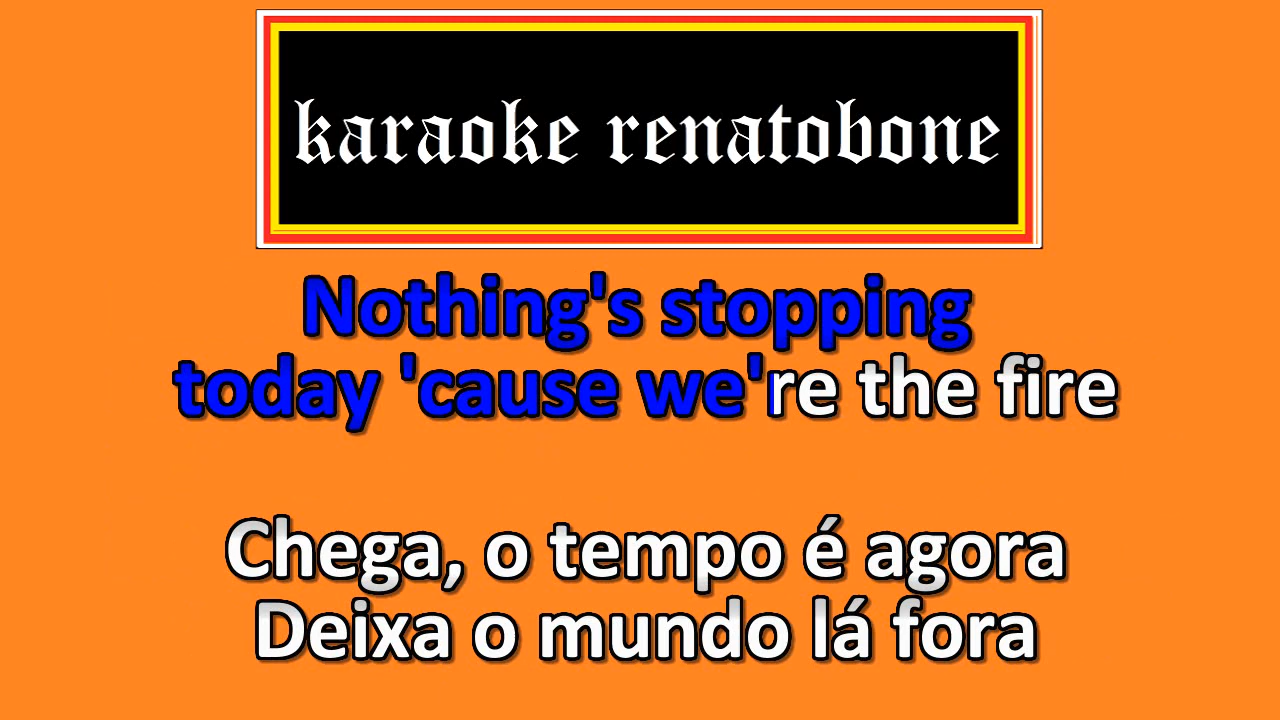 karaoke renatobone
Nothing's stopping
today 'cause we're the fire
Chega, o tempo é agora
Deixa o mundo lá fora